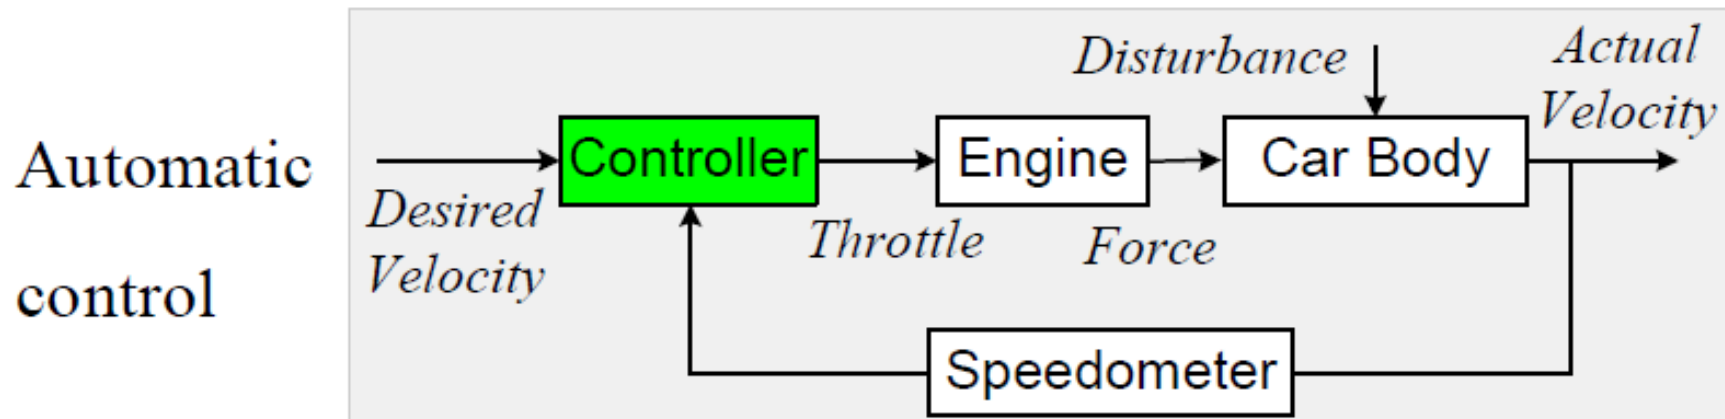 Automatic
control
Disturbance
Actual
Velocity
Controller
Engine
Car Body
Desired
Velocity
Throttle
Force
Speedometer